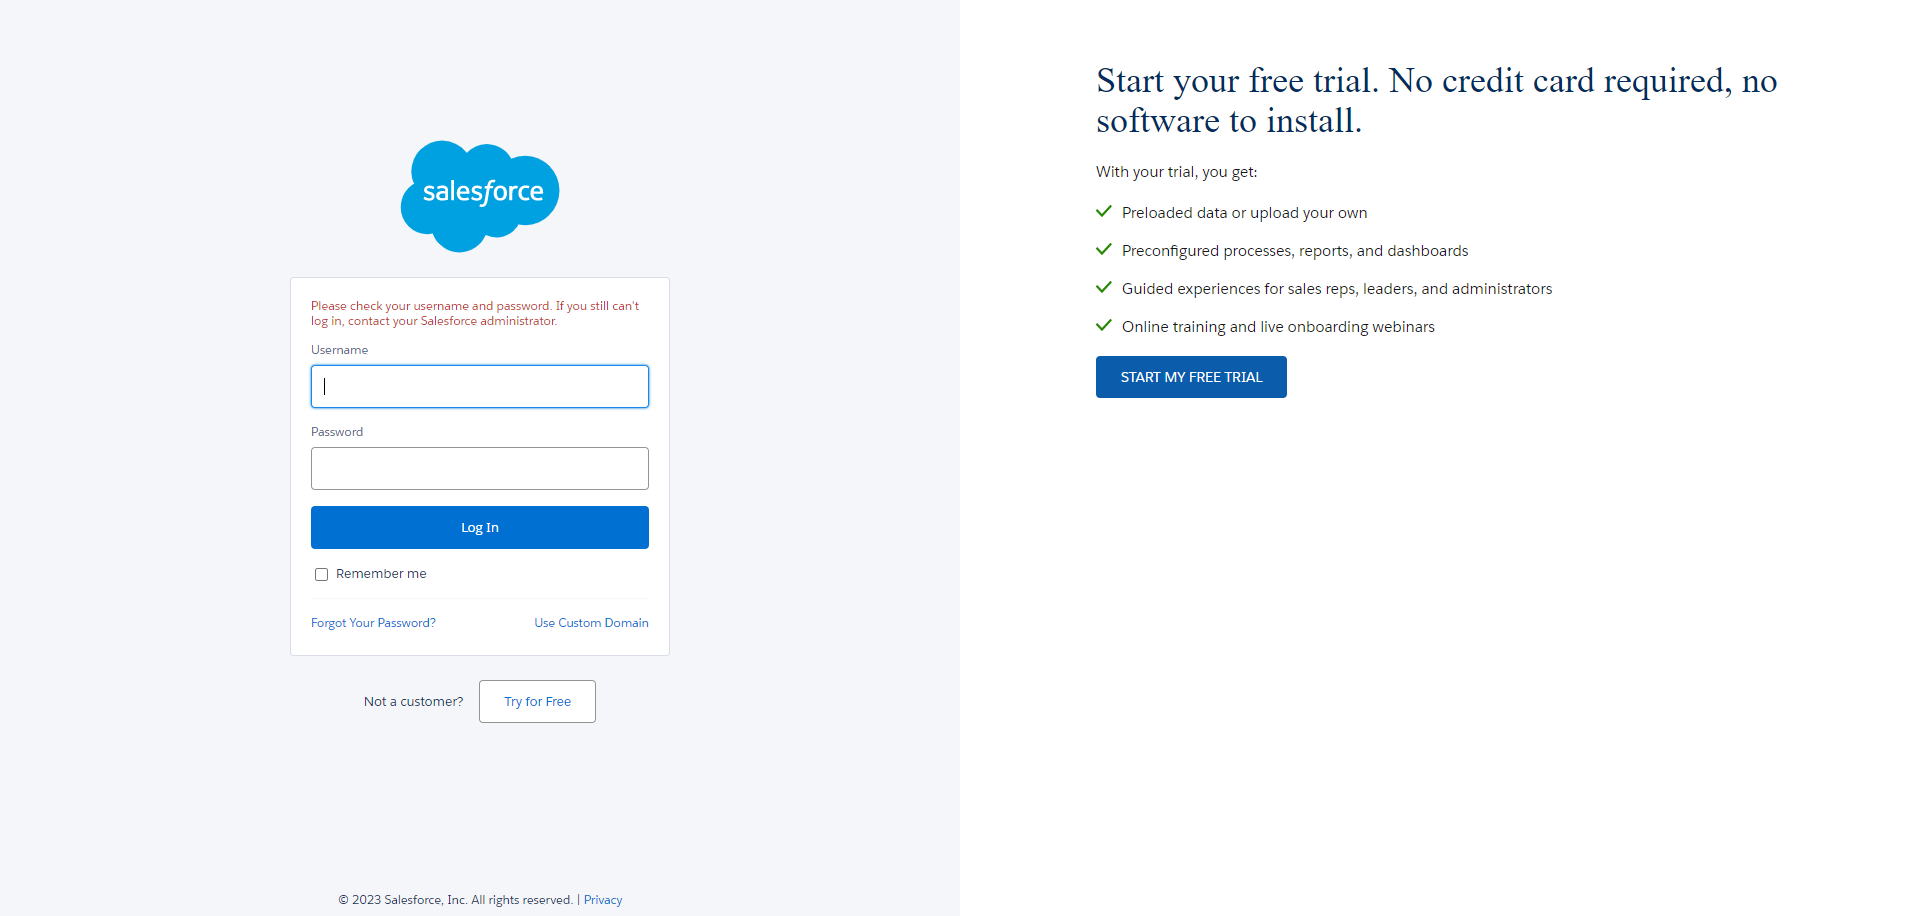 salesforce
Please check your username and password. If you still can't
log in, contact your Salesforce administrator.
Username
Password
Log In
Remember me
Forgot Your Password?
Use Custom Domain
Not a customer?
Try for Free
© 2023 Salesforce, Inc. All rights reserved. | Privacy
Start your free trial. No credit card required, no
software to install.
With your trial, you get:
Preloaded data or upload your own
Preconfigured processes, reports, and dashboards
Guided experiences for sales reps, leaders, and administrators
Online training and live onboarding webinars
START MY FREE TRIAL